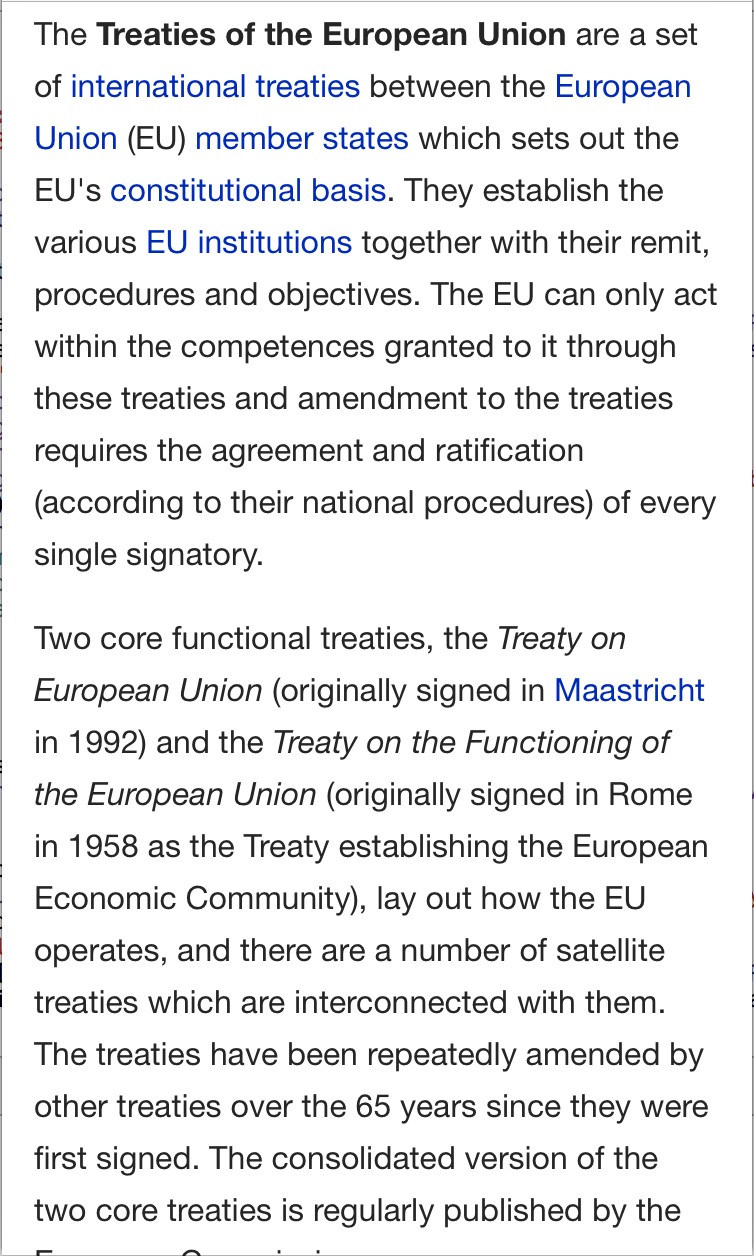 The Treaties of the European Union are a set
of international treaties between the European
Union (EU) member states which sets out the
EU's constitutional basis. They establish the
various EU institutions together with their remit,
procedures and objectives. The EU can only act
within the competences granted to it through
these treaties and amendment to the treaties
requires the agreement and ratification
(according to their national procedures) of every
single signatory.
Two core functional treaties, the Treaty on
European Union (originally signed in Maastricht
in 1992) and the Treaty on the Functioning of
the European Union (originally signed in Rome
in 1958 as the Treaty establishing the European
Economic Community), lay out how the EU
operates, and there are a number of satellite
treaties which are interconnected with them.
The treaties have been repeatedly amended by
other treaties over the 65 years since they were
first signed. The consolidated version of the
two core treaties is regularly published by the